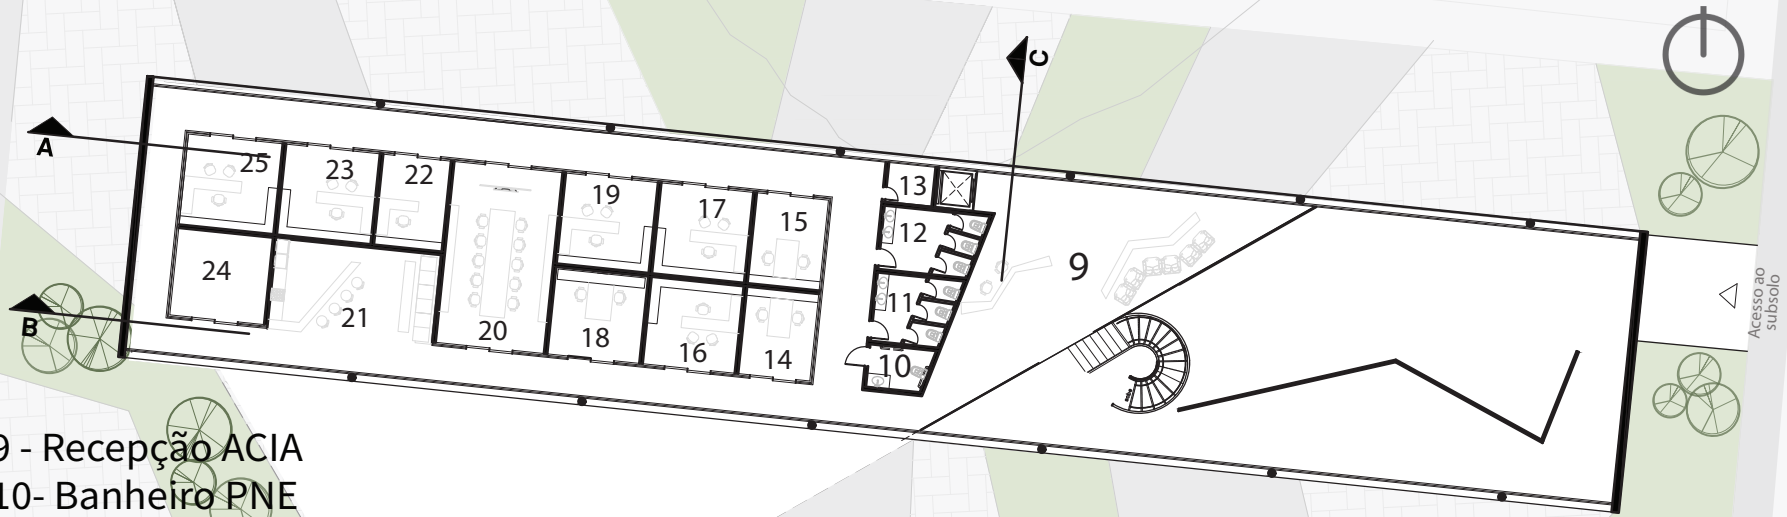 C
A
25
23
22
19
17
15
13
12
9
24
21
20
18
16
14
11
10
B
Acesso ao
subsolo
9 - Recepção ACIA
10- Banheiro PNE